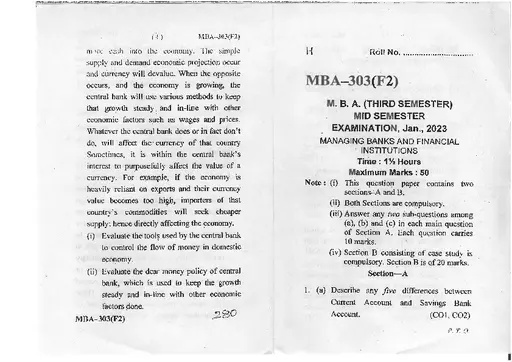 ( 4 ) MBA–303(F2)
more cash into the economy. The simple
supply and demand economic projection occur
and currency will devalue. When the opposite
occurs, and the economy is growing, the
central bank will use various methods to keep
that growth steady and in-line with other
economic factors such as wages and prices.
Whatever the central bank does or in fact don't
do, will affect the currency of that country
Sometimes, it is within the central bank's
interest to purposefully affect the value of a
currency. For example, if the economy is
heavily reliant on exports and their currency
value becomes too high, importers of that
country's commodities will seek cheaper
supply; hence directly affecting the economy.
(i) Evaluate the tools used by the central bank
to control the flow of money in domestic
economy.
(ii) Evaluate the dear money policy of central
bank, which is used to keep the growth
steady and in-line with other economic
factors done.
MBA–303(F2) 280
H Roll No. ........................
MBA–303(F2)
M. B. A. (THIRD SEMESTER)
MID SEMESTER
EXAMINATION, Jan., 2023
MANAGING BANKS AND FINANCIAL
INSTITUTIONS
Time : 1½ Hours
Maximum Marks : 50
Note : (i) This question paper contains two
sections–A and B.
(ii) Both Sections are compulsory.
(iii) Answer any two sub-questions among
(a), (b) and (c) in each main question
of Section A. Each question carries
10 marks.
(iv) Section B consisting of case study is
compulsory. Section B is of 20 marks.
Section—A
1. (a) Describe any five differences between
Current Account and Savings Bank
Account. (CO1, CO2)
P. T. O.